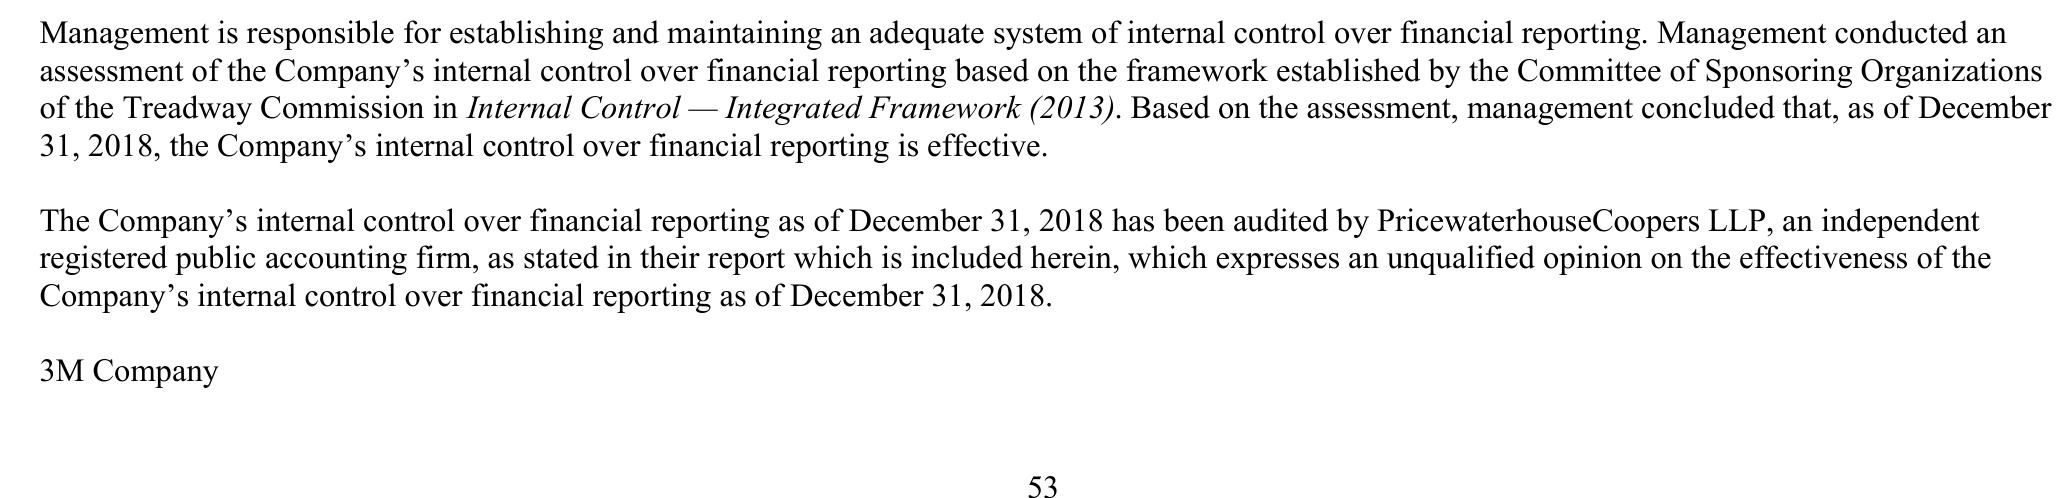 Management is responsible for establishing and maintaining an adequate system of internal control over financial reporting. Management conducted an
assessment of the Company’s internal control over financial reporting based on the framework established by the Committee of Sponsoring Organizations
of the Treadway Commission in Internal Control — Integrated Framework (2013). Based on the assessment, management concluded that, as of December
31, 2018, the Company’s internal control over financial reporting is effective.
The Company’s internal control over financial reporting as of December 31, 2018 has been audited by PricewaterhouseCoopers LLP, an independent
registered public accounting firm, as stated in their report which is included herein, which expresses an unqualified opinion on the effectiveness of the
Company’s internal control over financial reporting as of December 31, 2018.
3M Company
53